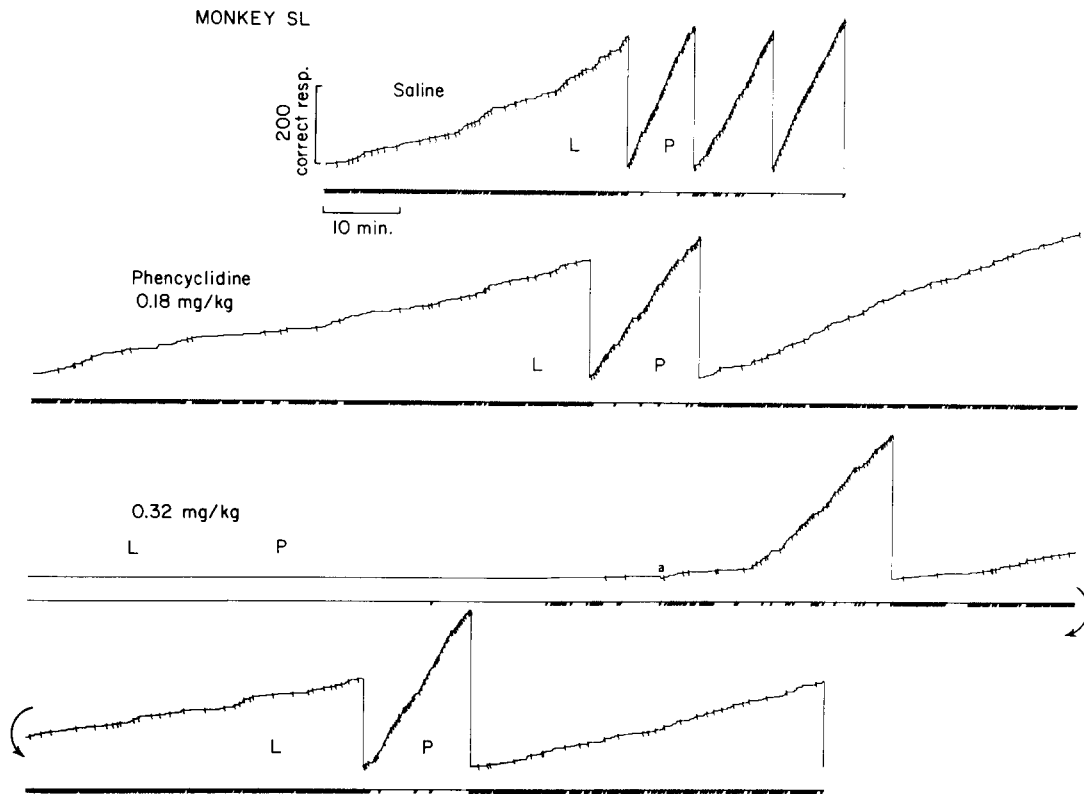 MONKEY SL
200
correct resp.
Saline
L
P
10 min.
Phencyclidine
0.18 mg/kg
L
P
0.32 mg/kg
L
P
a
L
P